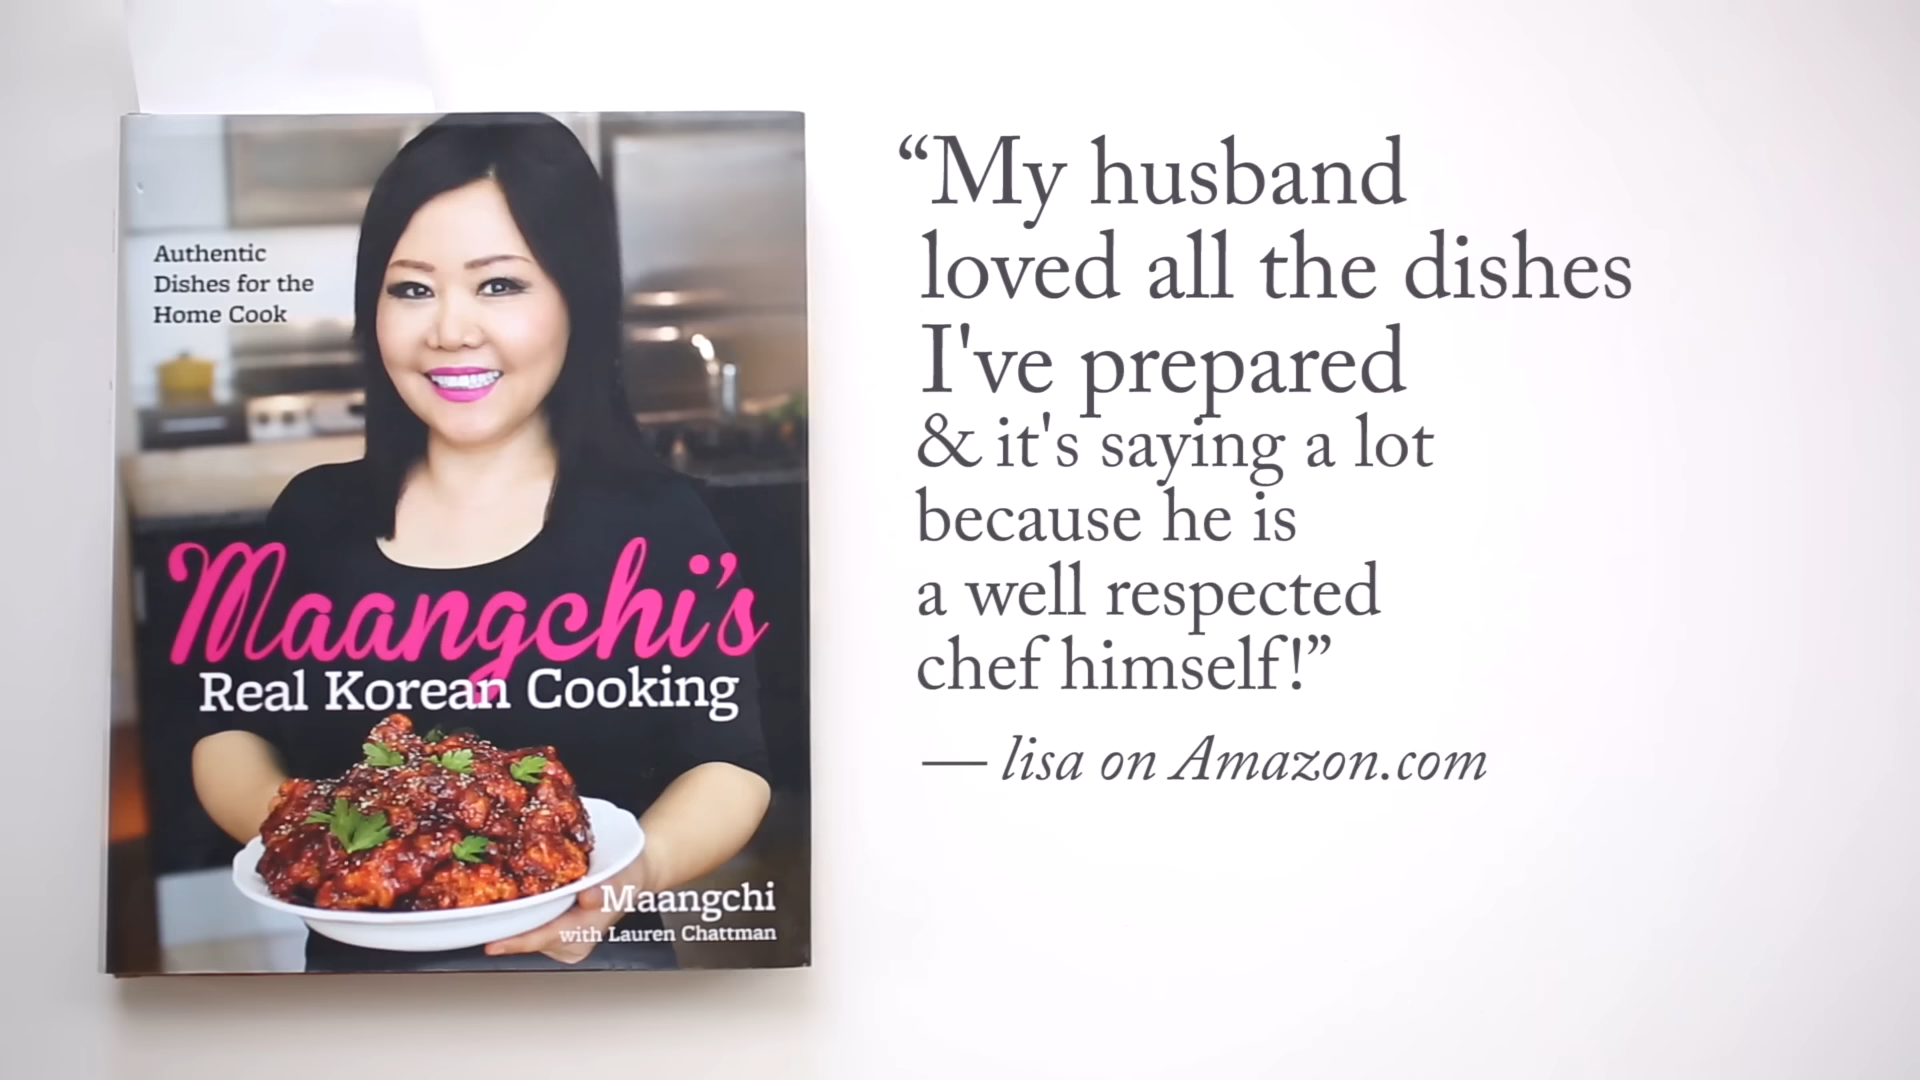 Authentic
Dishes for the
Home Cook
Maangchi's
Real Korean Cooking
Maangchi
with Lauren Chattman
“My husband
loved all the dishes
I've prepared
& it's saying a lot
because he is
a well respected
chef himself!”
— lisa on Amazon.com